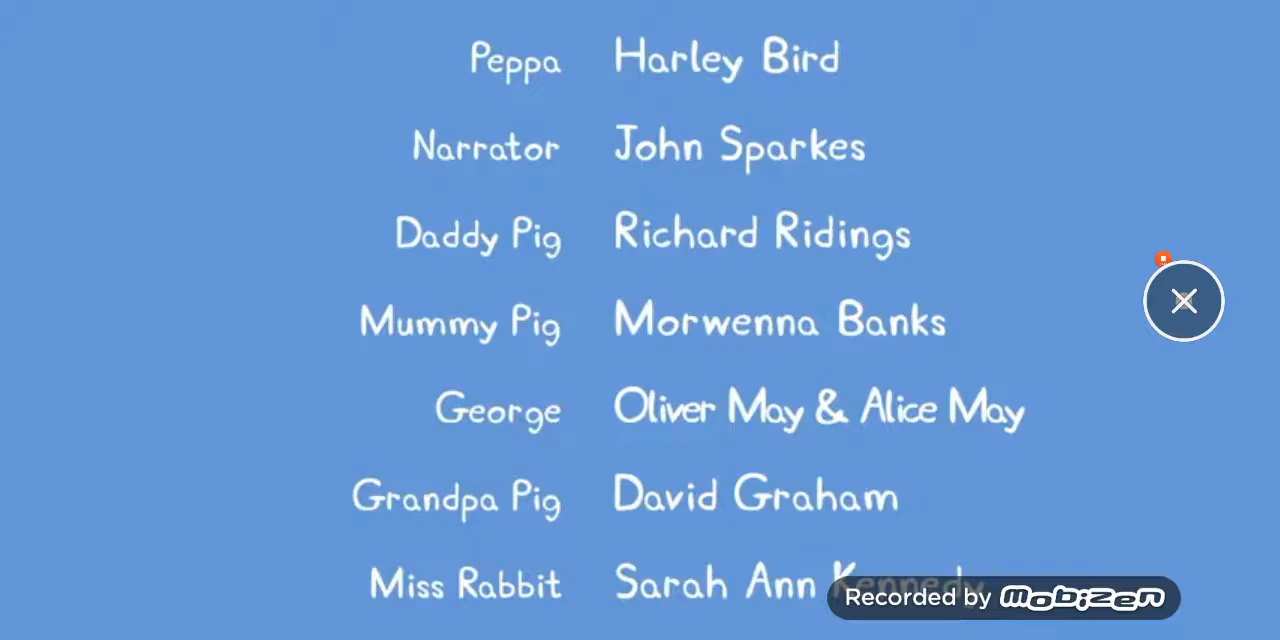 Peppa Harley Bird
Narrator John Sparkes
Daddy Pig Richard Ridings
Mummy Pig Morwenna Banks
George Oliver May & Alice May
Grandpa Pig David Graham
Miss Rabbit Sarah Ann Kennedy
Recorded by mobizen